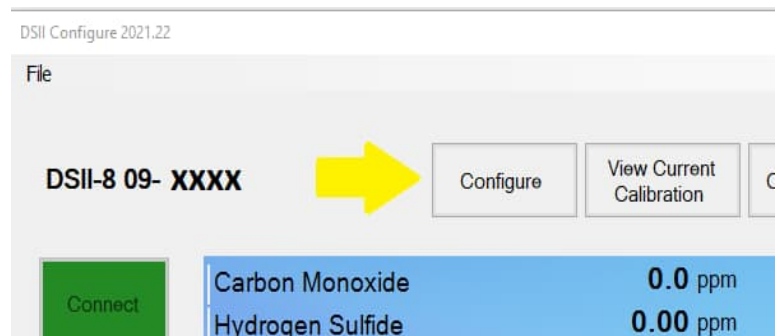 DSII Configure 2021.22
File
DSII-8 09- XXXX
Configure
View Current
Calibration
Connect
Carbon Monoxide 0.0 ppm
Hydrogen Sulfide 0.00 ppm